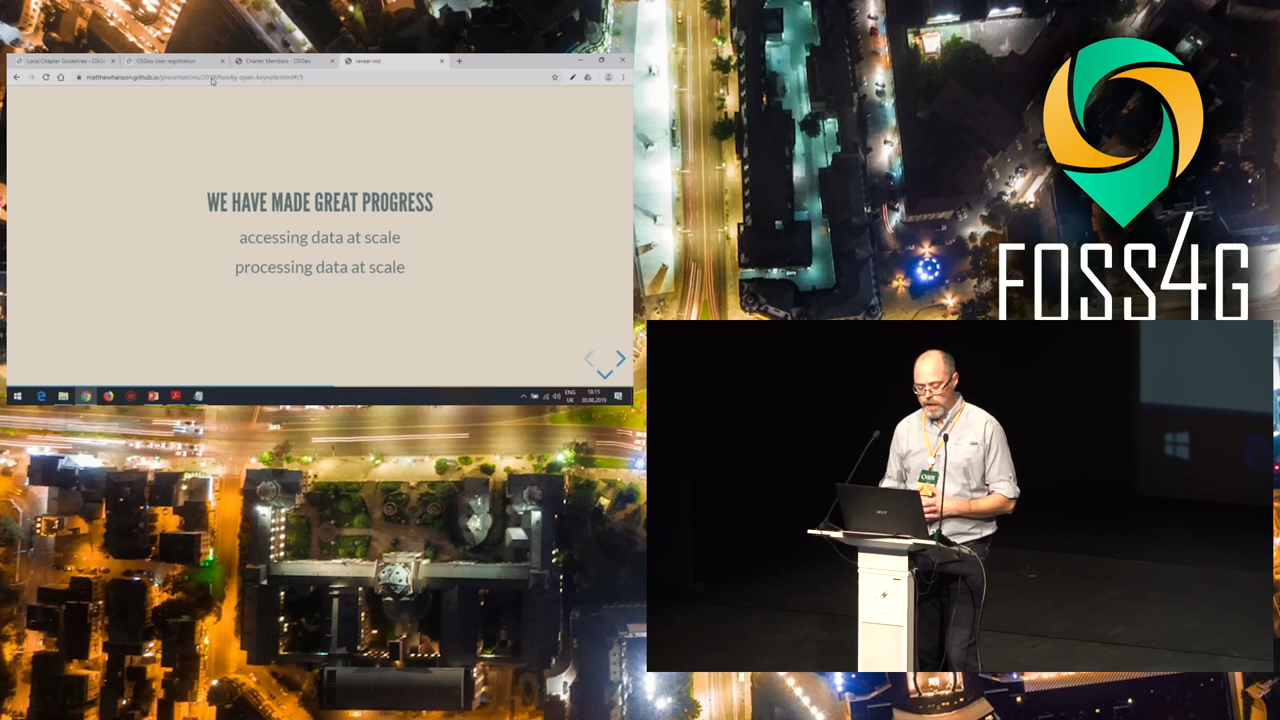 Local Chapter Guidelines - OSGe
OSGeo User registration
Charter Members - OSGeo
reveal-md
matthewhanson.github.io/presentations/2019/foss4g-open-keynote.html#/5
WE HAVE MADE GREAT PROGRESS
accessing data at scale
processing data at scale
ENG
UK
18:15
30.08.2019
FOSS4G
acer